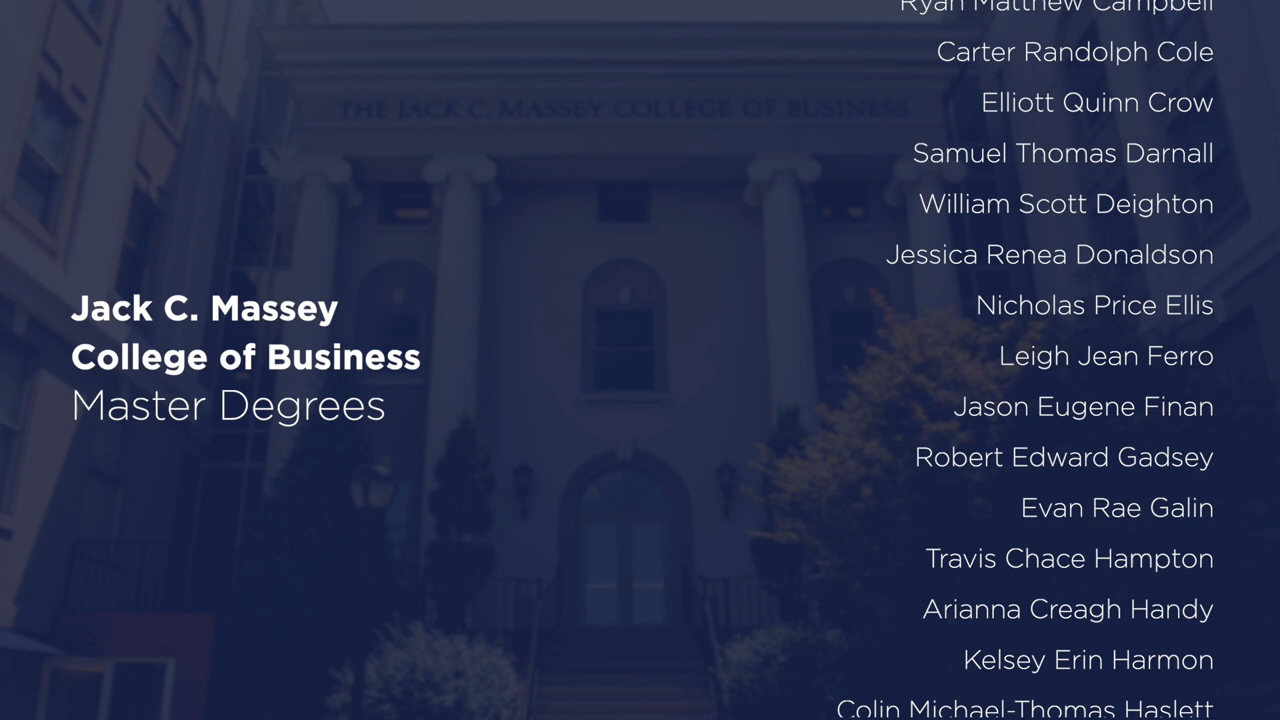 Ryan Matthew Campbell
Carter Randolph Cole
THE JACK C. MASSEY COLLEGE OF BUSINESS
Elliott Quinn Crow
Samuel Thomas Darnall
William Scott Deighton
Jessica Renea Donaldson
Jack C. Massey
College of Business
Master Degrees
Nicholas Price Ellis
Leigh Jean Ferro
Jason Eugene Finan
Robert Edward Gadsey
Evan Rae Galin
Travis Chace Hampton
Arianna Creagh Handy
Kelsey Erin Harmon
Colin Michael-Thomas Haslett